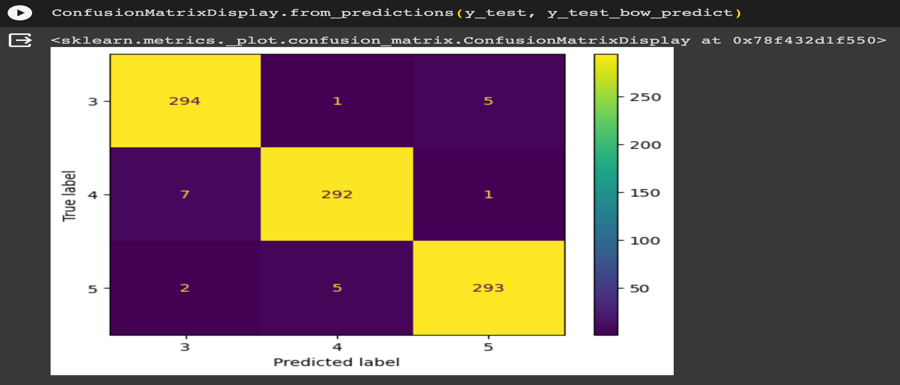 ConfusionMatrixDisplay.from_predictions(y_test, y_test_bow_predict)
<sklearn.metrics._plot.confusion_matrix.ConfusionMatrixDisplay at 0x78f432d1f550>
3 294 1 5
4 7 292 1
5 2 5 293
3 4 5
Predicted label
True label
250
200
150
100
50